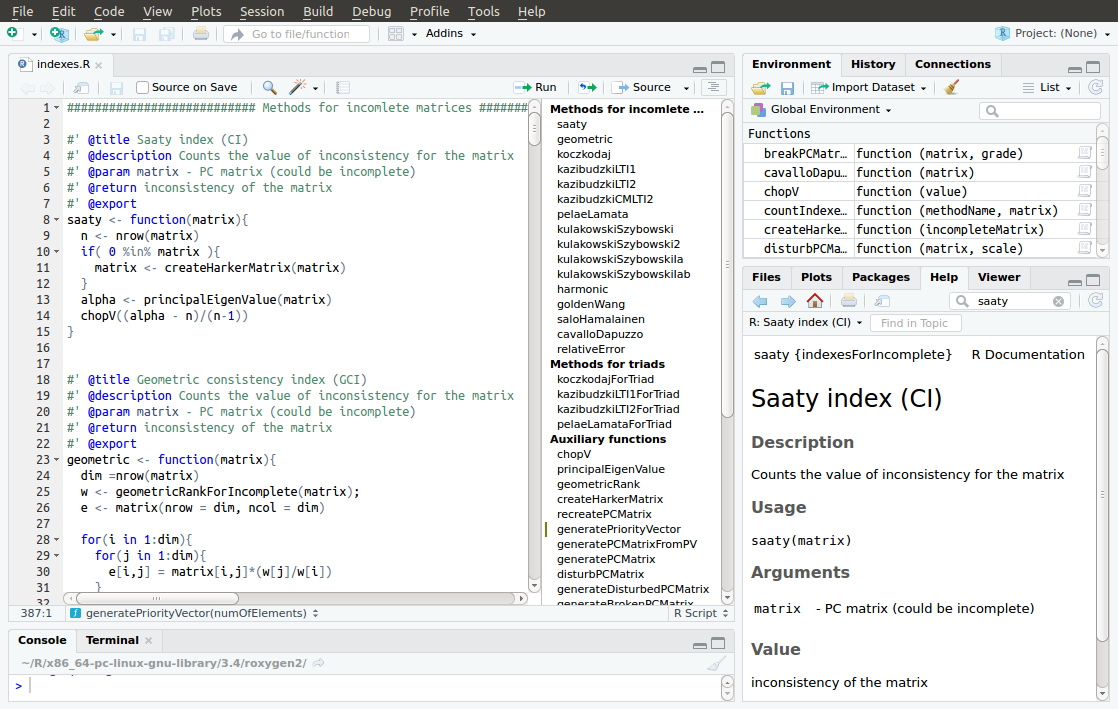 File Edit Code View Plots Session Build Debug Profile Tools Help
Go to file/function Addins Project: (None)
indexes.R
Source on Save Run Source
1 ########################### Methods for incomlete matrices #######
2
3 #' @title Saaty index (CI)
4 #' @description Counts the value of inconsistency for the matrix
5 #' @param matrix - PC matrix (could be incomplete)
6 #' @return inconsistency of the matrix
7 #' @export
8 saaty <- function(matrix){
9 n <- nrow(matrix)
10 if( 0 %in% matrix ){
11 matrix <- createHarkerMatrix(matrix)
12 }
13 alpha <- principalEigenValue(matrix)
14 chopV((alpha - n)/(n-1))
15 }
16
17
18 #' @title Geometric consistency index (GCI)
19 #' @description Counts the value of inconsistency for the matrix
20 #' @param matrix - PC matrix (could be incomplete)
21 #' @return inconsistency of the matrix
22 #' @export
23 geometric <- function(matrix){
24 dim =nrow(matrix)
25 w <- geometricRankForIncomplete(matrix);
26 e <- matrix(nrow = dim, ncol = dim)
27
28 for(i in 1:dim){
29 for(j in 1:dim){
30 e[i,j] = matrix[i,j]*(w[j]/w[i])
31 }
32
Methods for incomlete ...
saaty
geometric
koczkodaj
kazibudzkiLTI1
kazibudzkiLTI2
kazibudzkiCMLTI2
pelaeLamata
kulakowskiSzybowski
kulakowskiSzybowski2
kulakowskiSzybowskiIa
kulakowskiSzybowskiIab
harmonic
goldenWang
saloHamalainen
cavalloDapuzzo
relativeError
Methods for triads
koczkodajForTriad
kazibudzkiLTI1ForTriad
kazibudzkiLTI2ForTriad
pelaeLamataForTriad
Auxiliary functions
chopV
principalEigenValue
geometricRank
createHarkerMatrix
recreatePCMatrix
generatePriorityVector
generatePCMatrixFromPV
generatePCMatrix
disturbPCMatrix
generateDisturbedPCMatrix
generateBrokenPCMatrix
387:1 generatePriorityVector(numOfElements) R Script
Console Terminal
~/R/x86_64-pc-linux-gnu-library/3.4/roxygen2/
>
Environment History Connections
Import Dataset List
Global Environment
Functions
breakPCMatr... function (matrix, grade)
cavalloDapu... function (matrix)
chopV function (value)
countIndexe... function (methodName, matrix)
createHarke... function (incompleteMatrix)
disturbPCMa... function (matrix, scale)
Files Plots Packages Help Viewer
saaty
R: Saaty index (CI) Find in Topic
saaty {indexesForIncomplete} R Documentation
Saaty index (CI)
Description
Counts the value of inconsistency for the matrix
Usage
saaty(matrix)
Arguments
matrix - PC matrix (could be incomplete)
Value
inconsistency of the matrix